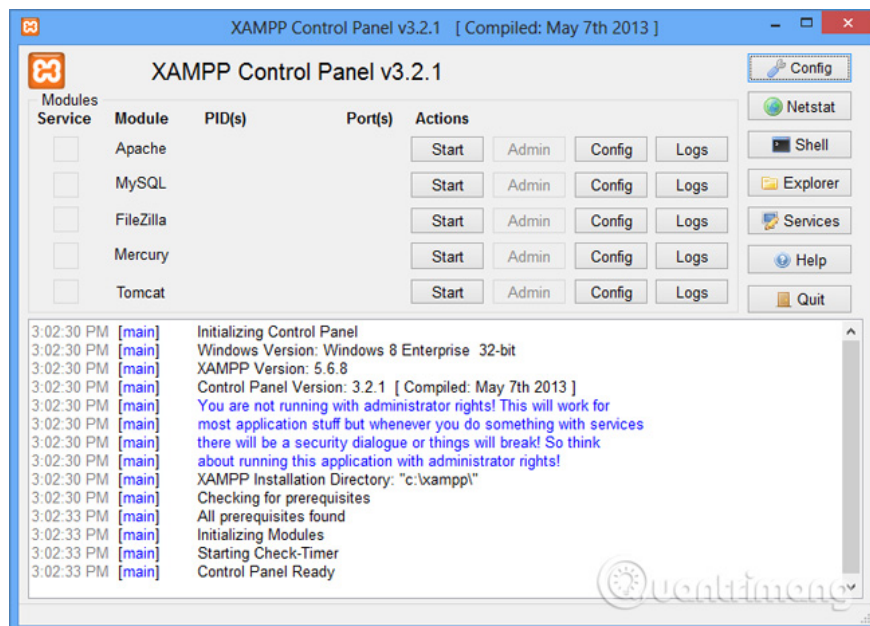 XAMPP Control Panel v3.2.1 [ Compiled: May 7th 2013 ]
XAMPP Control Panel v3.2.1
Config
Modules
Service Module PID(s) Port(s) Actions
Netstat
Apache Start Admin Config Logs
Shell
MySQL Start Admin Config Logs
Explorer
FileZilla Start Admin Config Logs
Services
Mercury Start Admin Config Logs
Help
Tomcat Start Admin Config Logs
Quit
3:02:30 PM [main] Initializing Control Panel
3:02:30 PM [main] Windows Version: Windows 8 Enterprise 32-bit
3:02:30 PM [main] XAMPP Version: 5.6.8
3:02:30 PM [main] Control Panel Version: 3.2.1 [ Compiled: May 7th 2013 ]
3:02:30 PM [main] You are not running with administrator rights! This will work for
3:02:30 PM [main] most application stuff but whenever you do something with services
3:02:30 PM [main] there will be a security dialogue or things will break! So think
3:02:30 PM [main] about running this application with administrator rights!
3:02:30 PM [main] XAMPP Installation Directory: "c:\xampp\"
3:02:30 PM [main] Checking for prerequisites
3:02:33 PM [main] All prerequisites found
3:02:33 PM [main] Initializing Modules
3:02:33 PM [main] Starting Check-Timer
3:02:33 PM [main] Control Panel Ready
Quantrimang